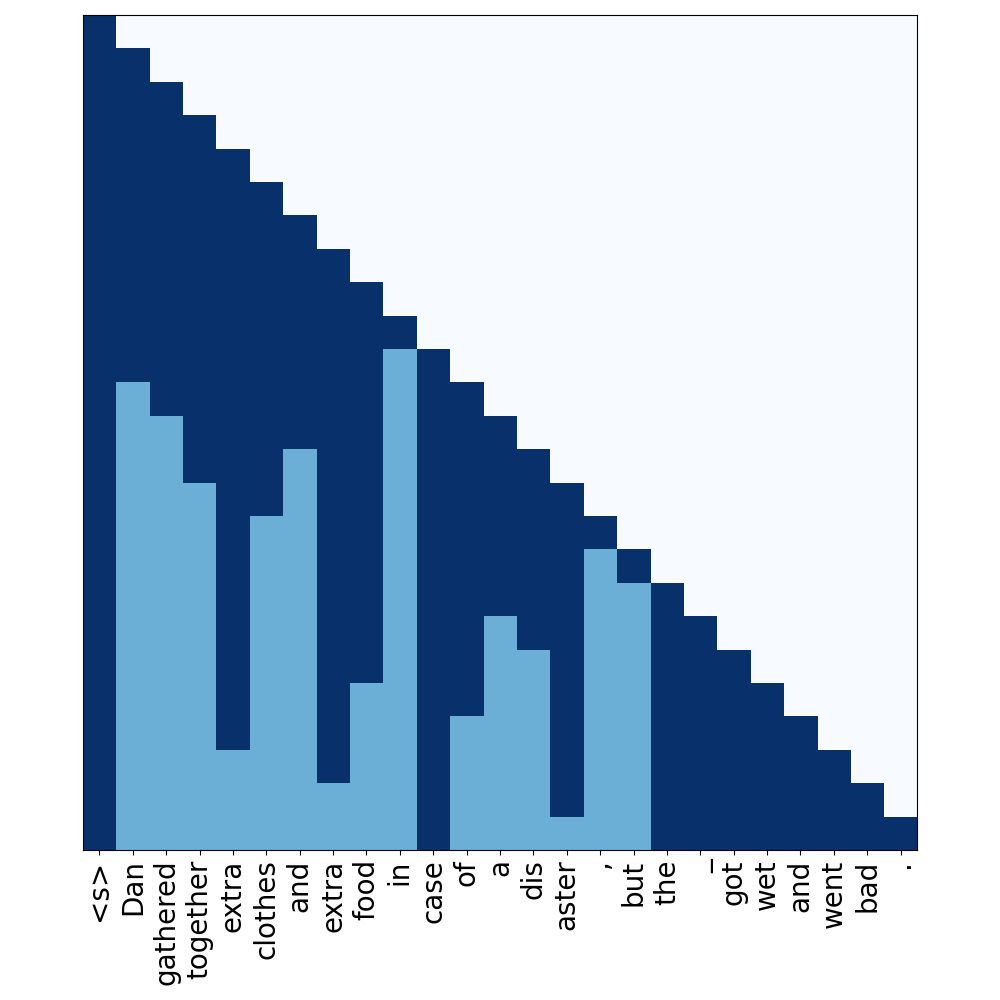 <s> Dan gathered together extra clothes and extra food in case of a dis aster , but the _ got wet and went bad .